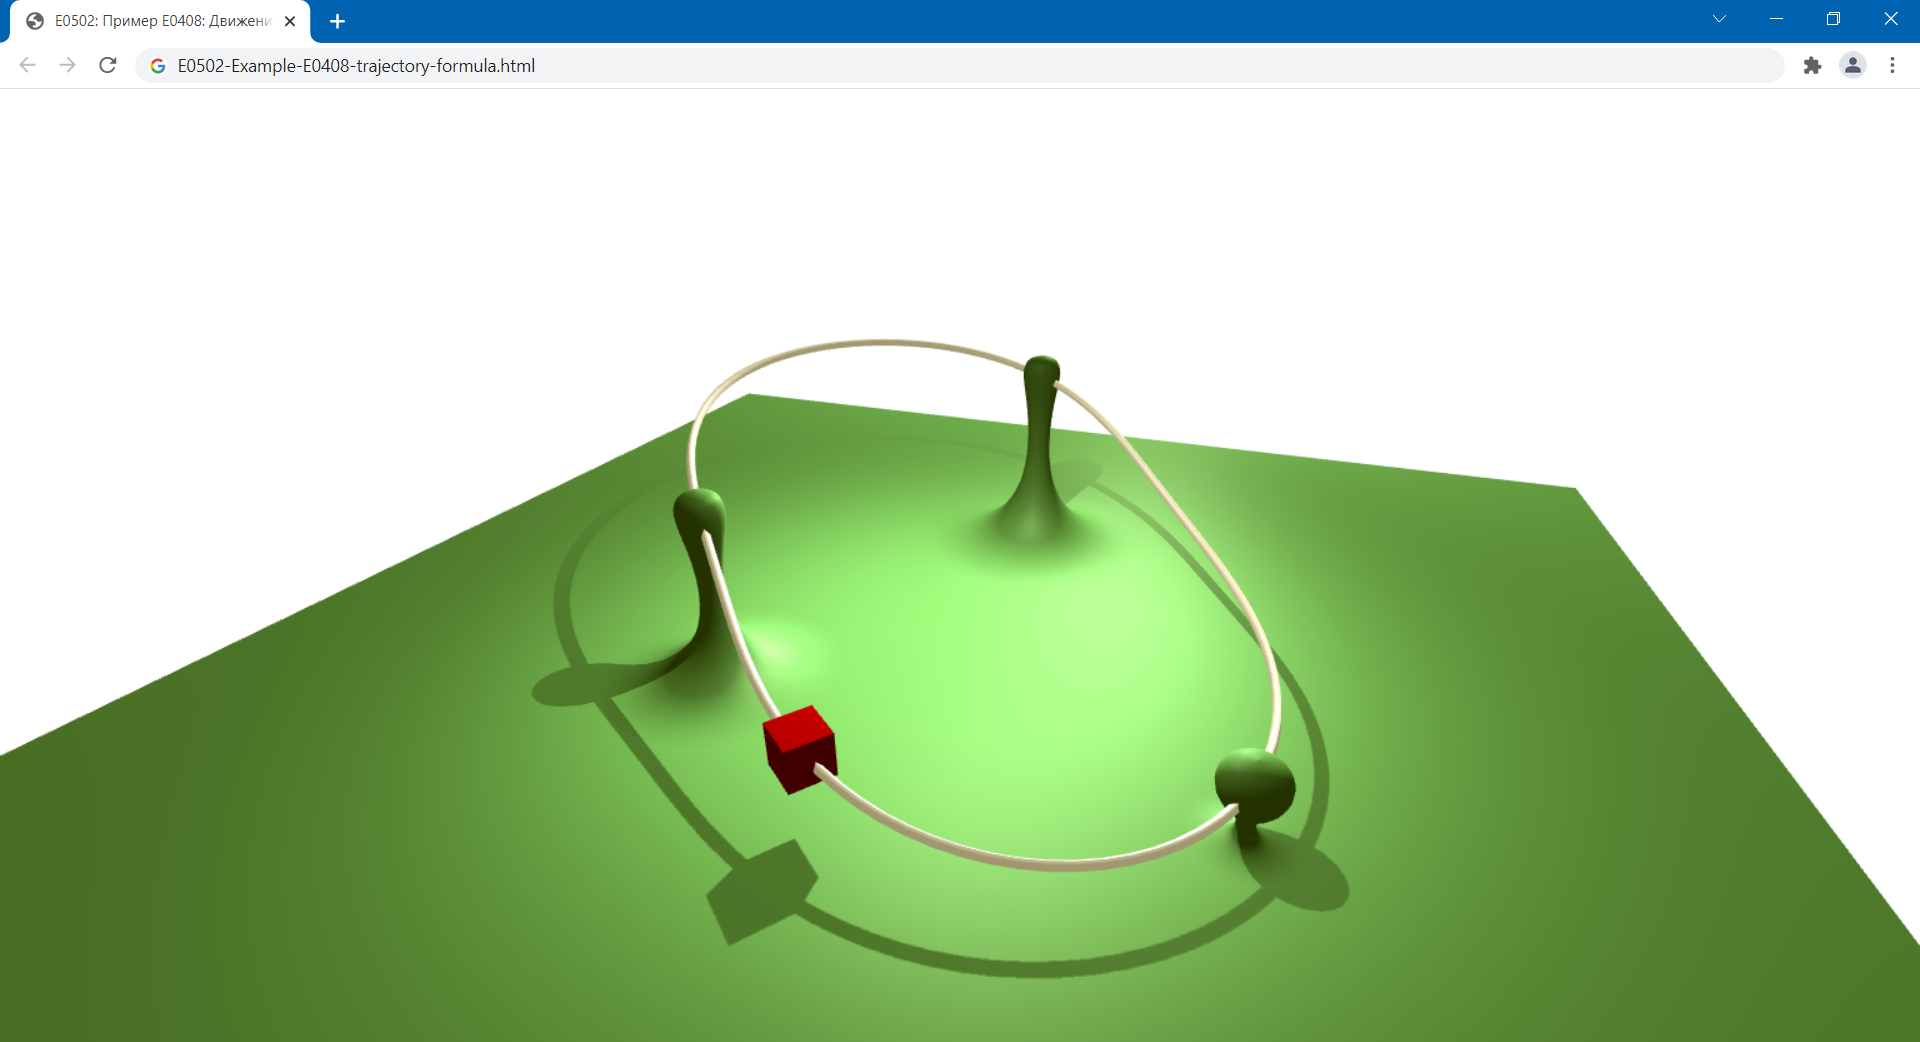 E0502: Пример E0408: Движени
E0502-Example-E0408-trajectory-formula.html